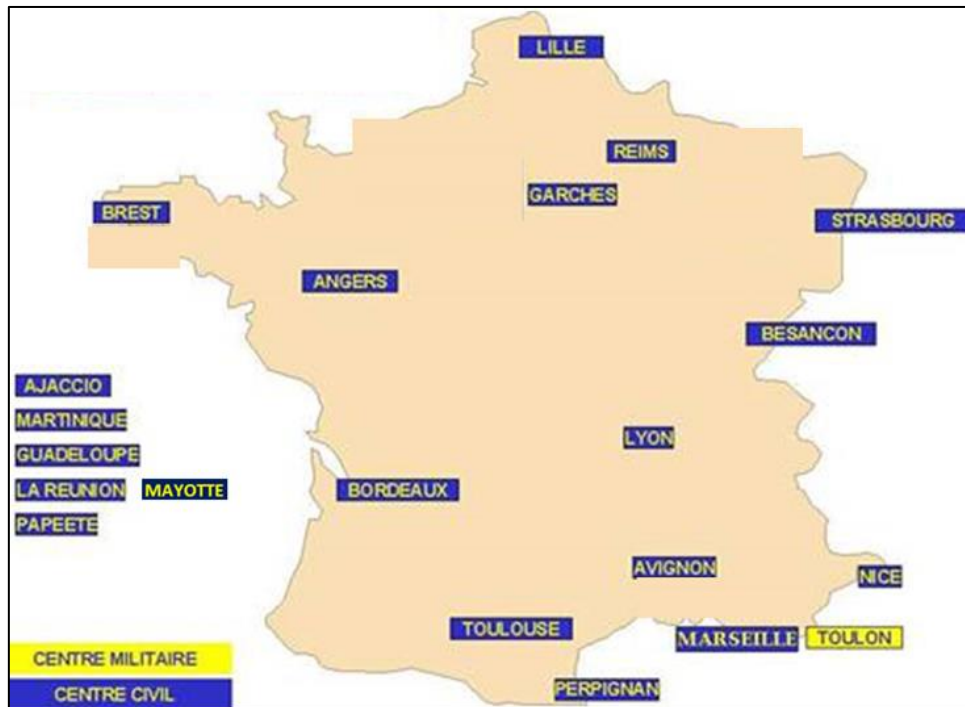 LILLE
REIMS
GARCHES
BREST
STRASBOURG
ANGERS
BESANCON
AJACCIO
MARTINIQUE
GUADELOUPE
LYON
LA REUNION MAYOTTE
BORDEAUX
PAPEETE
AVIGNON
NICE
TOULOUSE
MARSEILLE TOULON
CENTRE MILITAIRE
CENTRE CIVIL
PERPIGNAN